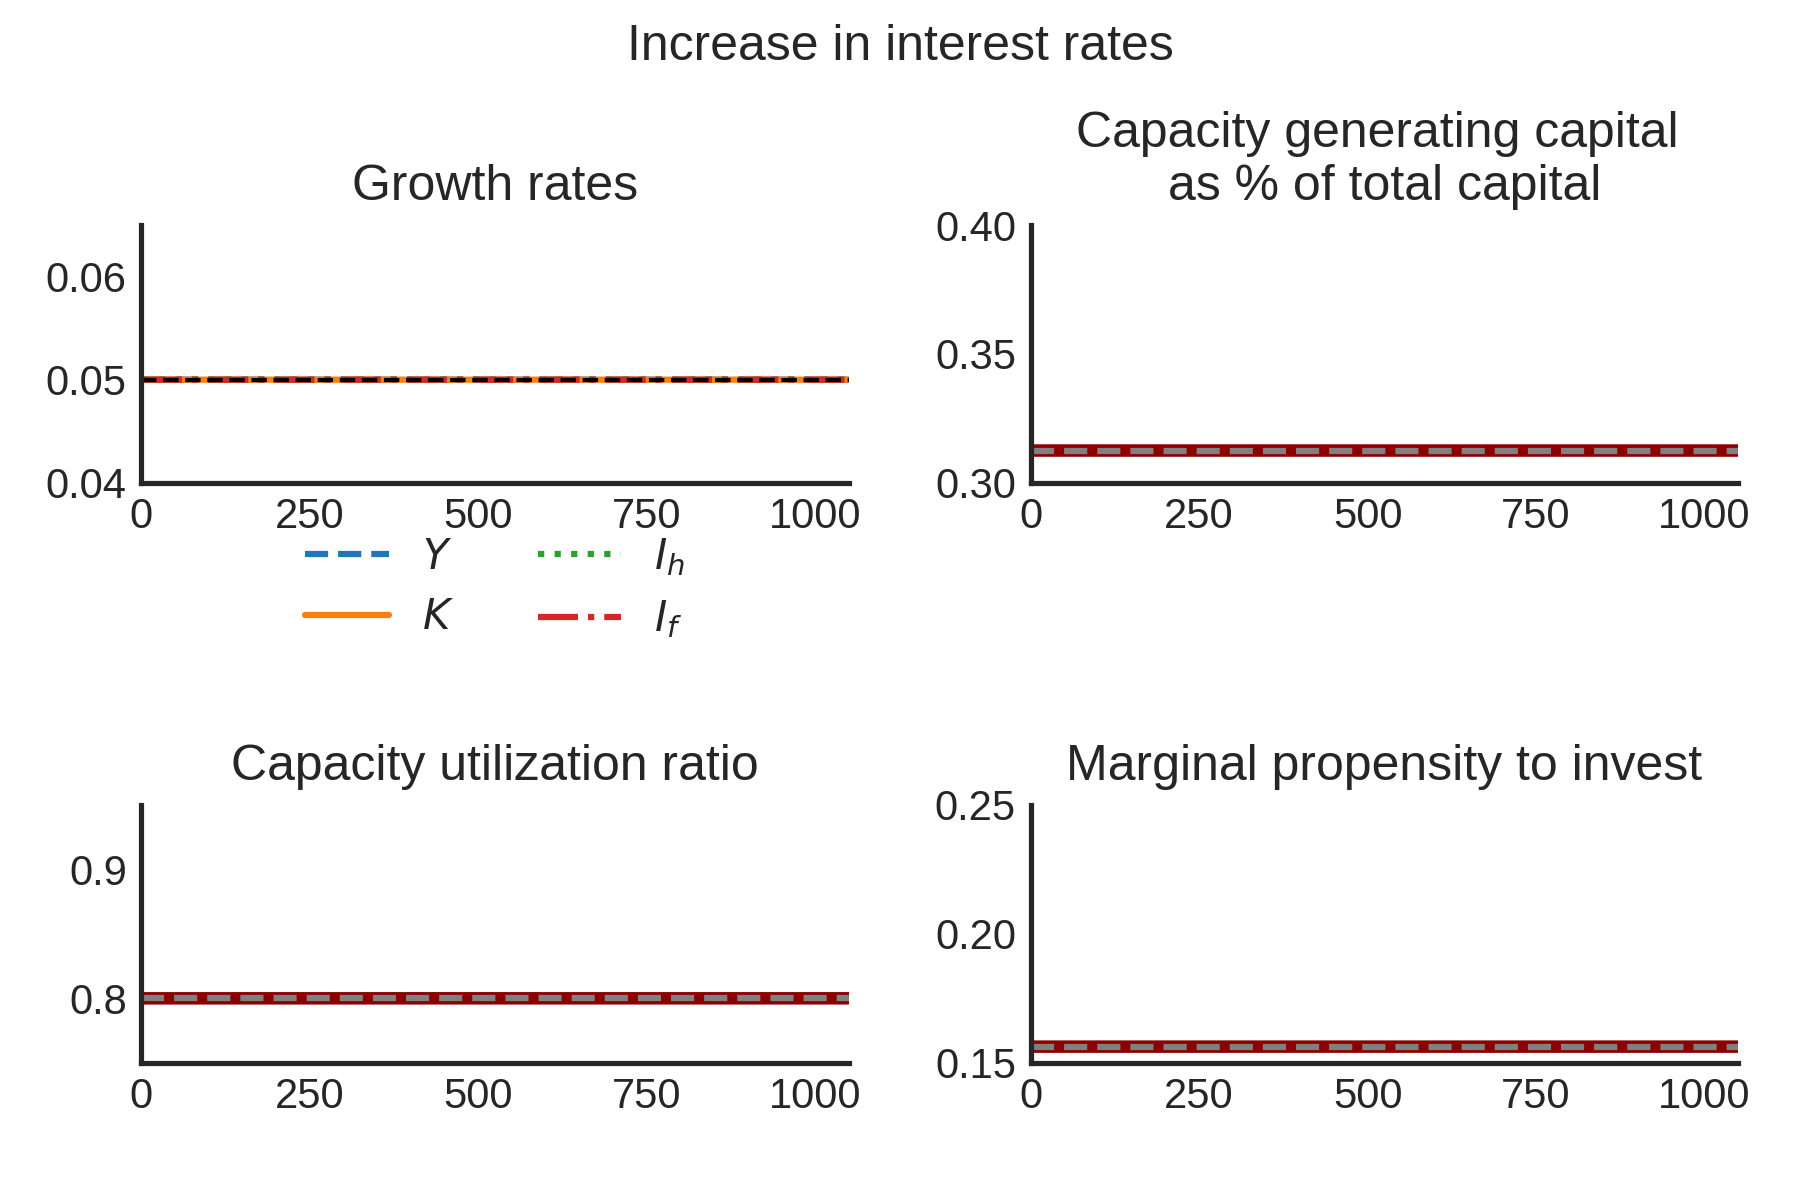 Increase in interest rates
Growth rates
0.06
0.05
0.04
0 250 500 750 1000
Y I_h
K I_f
Capacity generating capital
as % of total capital
0.40
0.35
0.30
0 250 500 750 1000
Capacity utilization ratio
0.9
0.8
0 250 500 750 1000
Marginal propensity to invest
0.25
0.20
0.15
0 250 500 750 1000